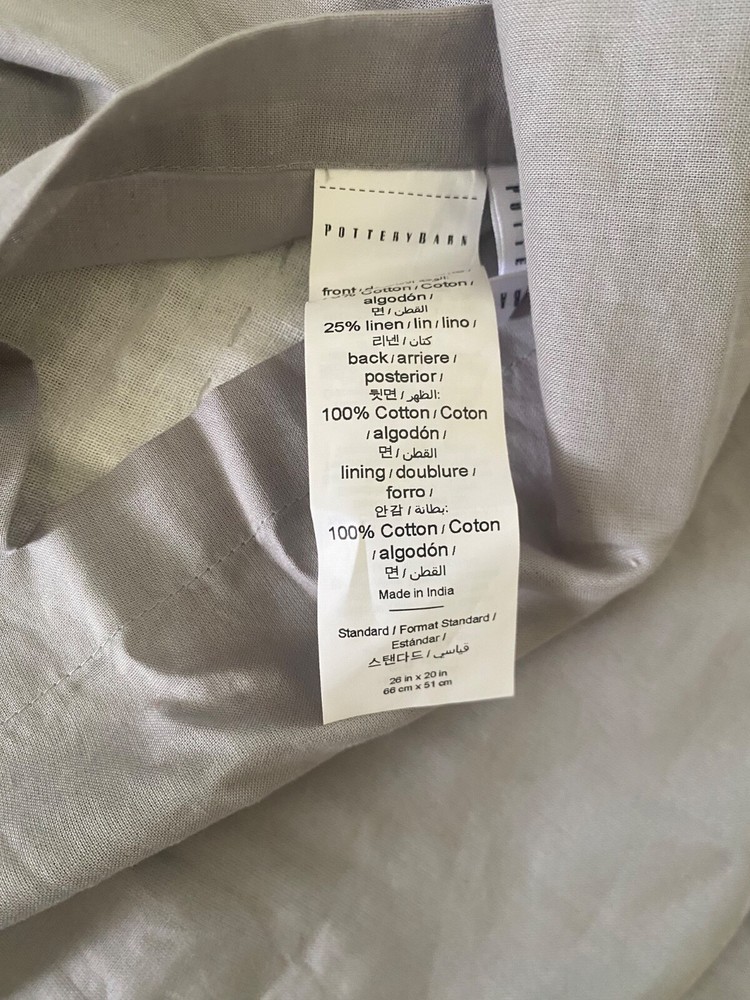 POTTERYBARN
front /
Cotton / Coton /
algodón /
면 / القطن
25% linen / lin / lino /
리넨 / كتان
back / arriere /
posterior /
뒷면 / الظهر:
100% Cotton / Coton
/ algodón /
면 / القطن
lining / doublure /
forro /
안감 / بطانة:
100% Cotton / Coton
/ algodón /
면 / القطن
Made in India
Standard / Format Standard /
Estándar /
스탠다드 / قياسي
26 in x 20 in
66 cm x 51 cm
POTTE